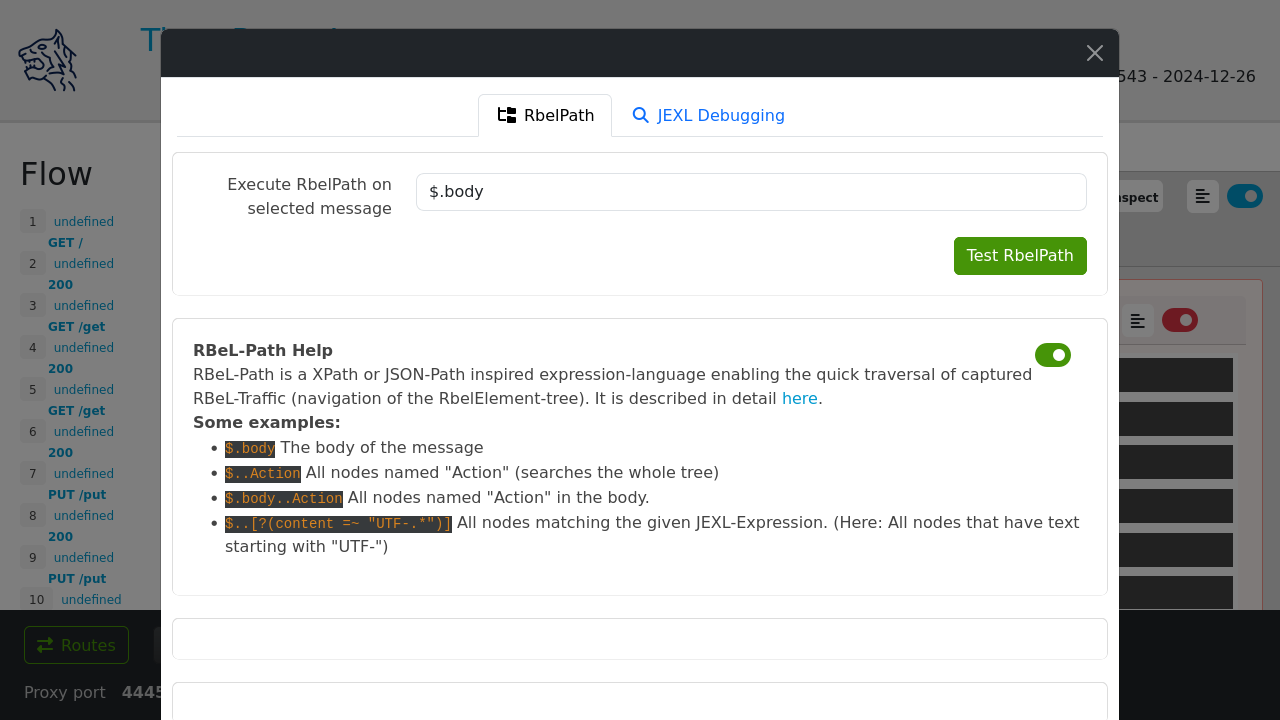 543 - 2024-12-26
RbelPath
JEXL Debugging
Flow
Execute RbelPath on
selected message
$.body
Test RbelPath
1 undefined
GET /
2 undefined
200
3 undefined
GET /get
4 undefined
200
5 undefined
GET /get
6 undefined
200
7 undefined
PUT /put
8 undefined
200
9 undefined
PUT /put
10 undefined
RBeL-Path Help
RBeL-Path is a XPath or JSON-Path inspired expression-language enabling the quick traversal of captured
RBeL-Traffic (navigation of the RbelElement-tree). It is described in detail here.
Some examples:
• $.body The body of the message
• $..Action All nodes named "Action" (searches the whole tree)
• $.body..Action All nodes named "Action" in the body.
• $..[?(content =~ "UTF-.*")] All nodes matching the given JEXL-Expression. (Here: All nodes that have text
starting with "UTF-")
Routes
Proxy port 4445